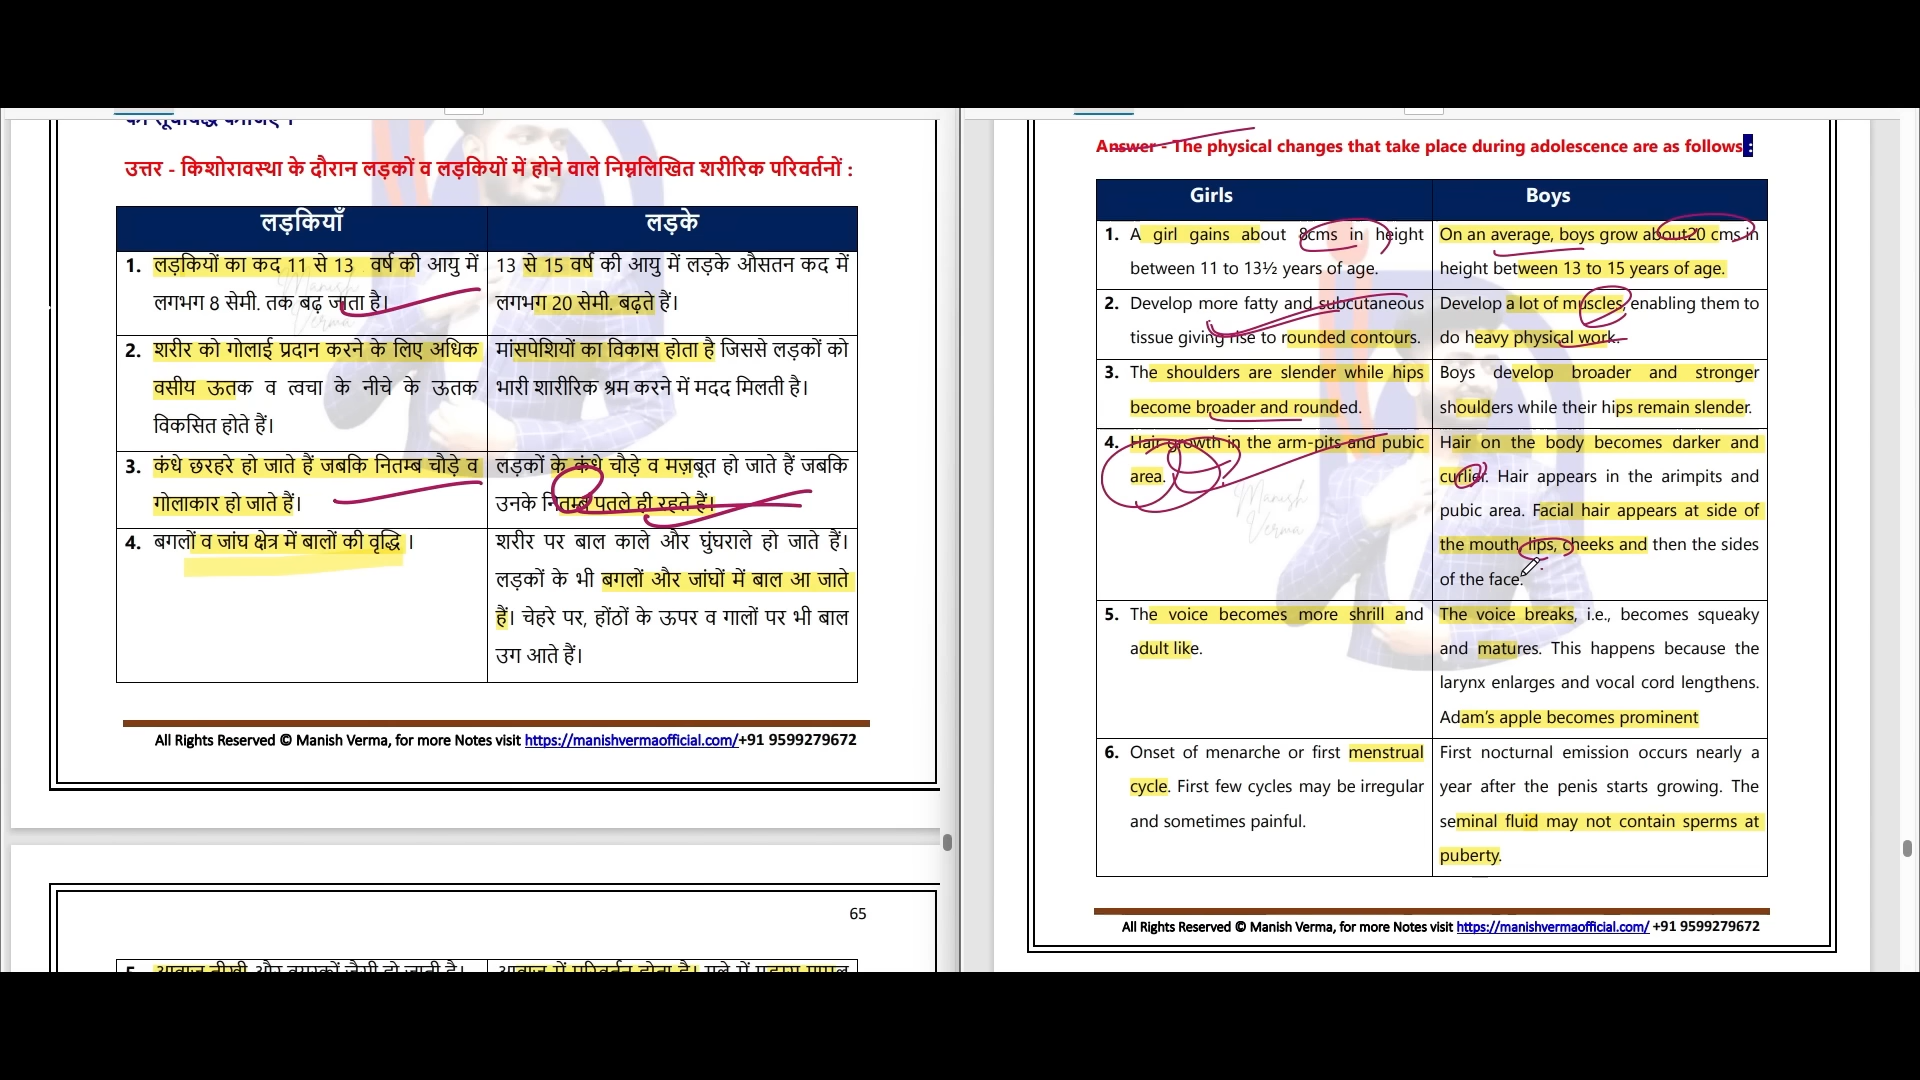 उत्तर - किशोरावस्था के दौरान लड़कों व लड़कियों में होने वाले निम्नलिखित शरीरिक परिवर्तनों :
लड़कियाँ
लड़के
1. लड़कियों का कद 11 से 13 वर्ष की आयु में
लगभग 8 सेमी. तक बढ़ जाता है।
13 से 15 वर्ष की आयु में लड़के औसतन कद में
लगभग 20 सेमी. बढ़ते हैं।
2. शरीर को गोलाई प्रदान करने के लिए अधिक
वसीय ऊतक व त्वचा के नीचे के ऊतक
विकसित होते हैं।
मांसपेशियों का विकास होता है जिससे लड़कों को
भारी शारीरिक श्रम करने में मदद मिलती है।
3. कंधे छरहरे हो जाते हैं जबकि नितम्ब चौड़े व
गोलाकार हो जाते हैं।
लड़कों के कंधे चौड़े व मज़बूत हो जाते हैं जबकि
उनके नितम्ब पतले ही रहते हैं।
4. बगलों व जांघ क्षेत्र में बालों की वृद्धि ।
शरीर पर बाल काले और घुंघराले हो जाते हैं।
लड़कों के भी बगलों और जांघों में बाल आ जाते
हैं। चेहरे पर, होंठों के ऊपर व गालों पर भी बाल
उग आते हैं।
All Rights Reserved © Manish Verma, for more Notes visit https://manishvermaofficial.com/+91 9599279672
65
Answer - The physical changes that take place during adolescence are as follows :
Girls
Boys
1. A girl gains about 8cms in height
between 11 to 13½ years of age.
On an average, boys grow about20 cms in
height between 13 to 15 years of age.
2. Develop more fatty and subcutaneous
tissue giving rise to rounded contours.
Develop a lot of muscles, enabling them to
do heavy physical work.
3. The shoulders are slender while hips
become broader and rounded.
Boys develop broader and stronger
shoulders while their hips remain slender.
4. Hair growth in the arm-pits and pubic
area.
Hair on the body becomes darker and
curlier. Hair appears in the arimpits and
pubic area. Facial hair appears at side of
the mouth, lips, cheeks and then the sides
of the face.
5. The voice becomes more shrill and
adult like.
The voice breaks, i.e., becomes squeaky
and matures. This happens because the
larynx enlarges and vocal cord lengthens.
Adam’s apple becomes prominent
6. Onset of menarche or first menstrual
cycle. First few cycles may be irregular
and sometimes painful.
First nocturnal emission occurs nearly a
year after the penis starts growing. The
seminal fluid may not contain sperms at
puberty.
Manish
Verma
All Rights Reserved © Manish Verma, for more Notes visit https://manishvermaofficial.com/ +91 9599279672